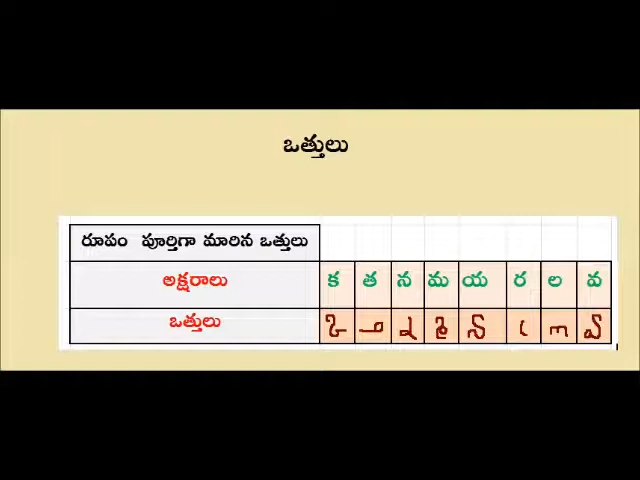 ఒత్తులు
రూపం పూర్తిగా మారిన ఒత్తులు
అక్షరాలు క త న మ య ర ల వ
ఒత్తులు ్క ్త ్న ్మ ్య ్ర ్ల ్వ